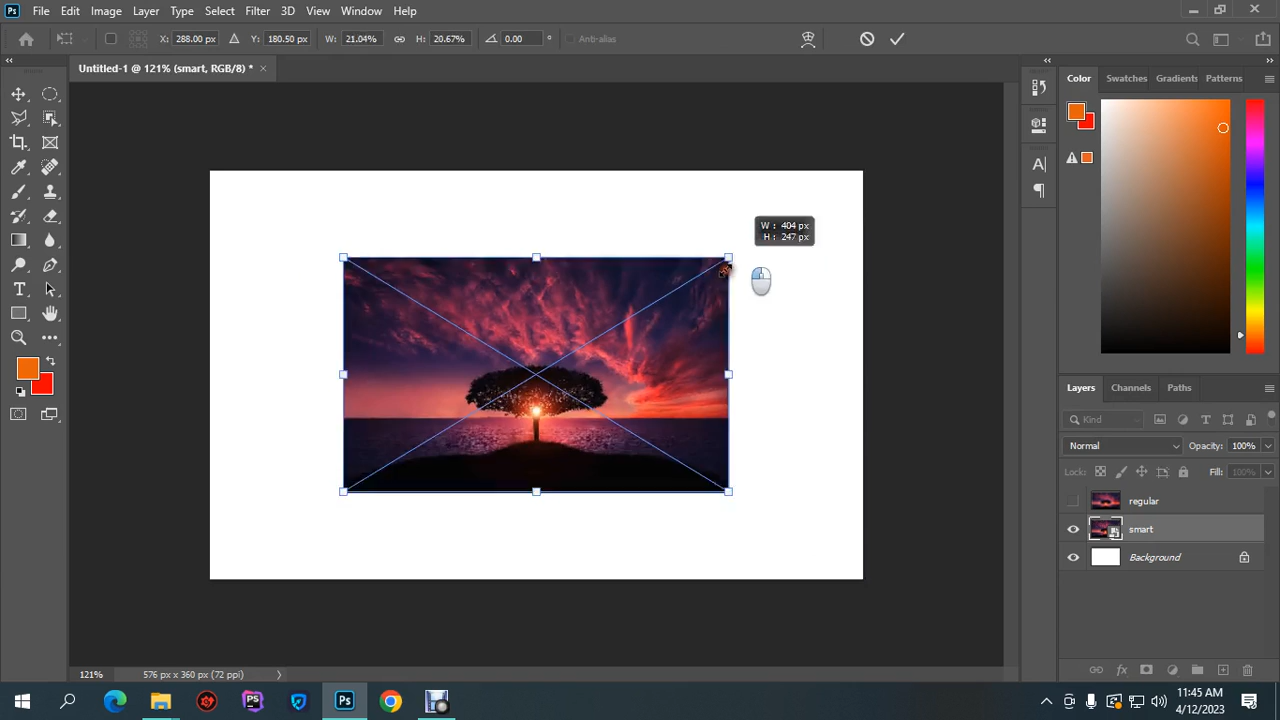 Ps File Edit Image Layer Type Select Filter 3D View Window Help
X: 288.00 px Y: 180.50 px W: 21.04% H: 20.67% 0.00 ° Anti-alias
Untitled-1 @ 121% (smart, RGB/8) * ×
Color Swatches Gradients Patterns
W : 404 px
H : 247 px
Layers Channels Paths
Kind
Normal Opacity: 100%
Lock: Fill: 100%
regular
smart
Background
121% 576 px x 360 px (72 ppi)
PS Ps
11:45 AM
4/12/2023